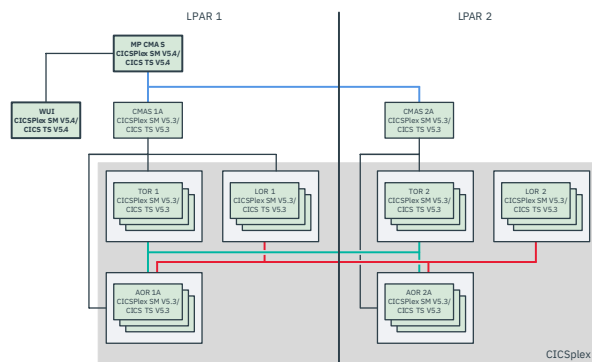 LPAR 1
LPAR 2
MP CMAS
CICSPlex SM V5.4/
CICS TS V5.4
WUI
CICSPlex SM V5.4/
CICS TS V5.4
CMAS 1A
CICSPlex SM V5.3/
CICS TS V5.3
CMAS 2A
CICSPlex SM V5.3/
CICS TS V5.3
TOR 1
CICSPlex SM V5.3/
CICS TS V5.3
LOR 1
CICSPlex SM V5.3/
CICS TS V5.3
TOR 2
CICSPlex SM V5.3/
CICS TS V5.3
LOR 2
CICSPlex SM V5.3/
CICS TS V5.3
AOR 1A
CICSPlex SM V5.3/
CICS TS V5.3
AOR 2A
CICSPlex SM V5.3/
CICS TS V5.3
CICSplex